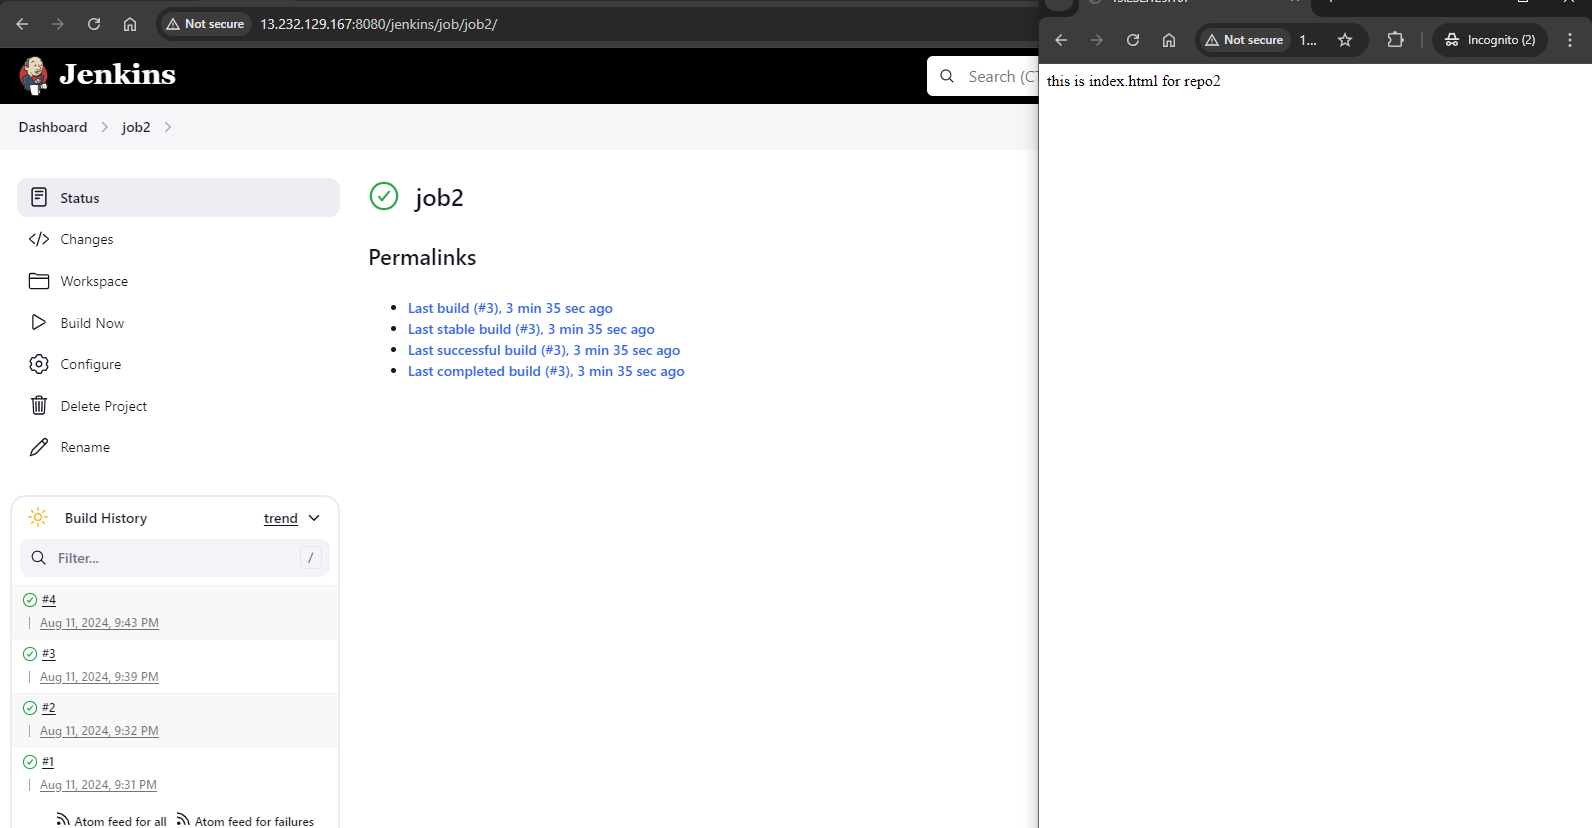 Not secure 13.232.129.167:8080/jenkins/job/job2/
Jenkins
Search (CT
Dashboard
job2
Status
Changes
Workspace
Build Now
Configure
Delete Project
Rename
job2
Permalinks
Last build (#3), 3 min 35 sec ago
Last stable build (#3), 3 min 35 sec ago
Last successful build (#3), 3 min 35 sec ago
Last completed build (#3), 3 min 35 sec ago
Build History trend
Filter... /
#4
Aug 11, 2024, 9:43 PM
#3
Aug 11, 2024, 9:39 PM
#2
Aug 11, 2024, 9:32 PM
#1
Aug 11, 2024, 9:31 PM
Atom feed for all Atom feed for failures
Not secure 1... Incognito (2)
this is index.html for repo2